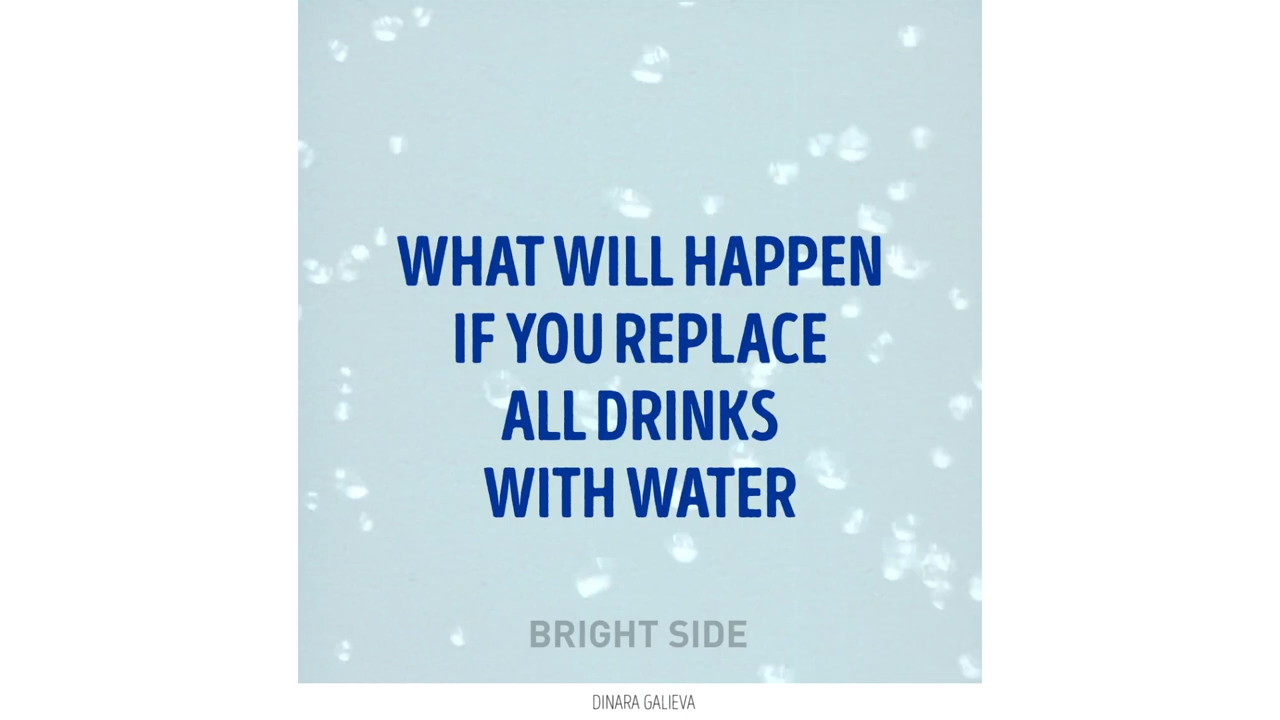 WHAT WILL HAPPEN
IF YOU REPLACE
ALL DRINKS
WITH WATER
BRIGHT SIDE
DINARA GALIEVA